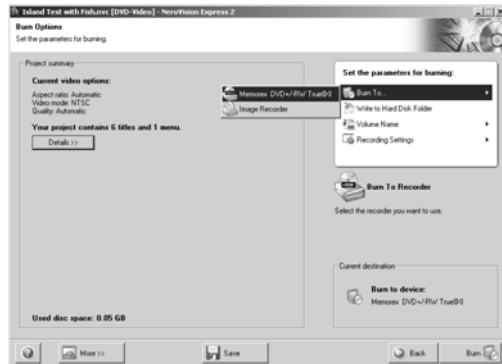 Island Test with Fish.nvc [DVD-Video] - NeroVision Express 2
Burn Options
Set the parameters for burning.
Project summary
Current video options:
Aspect ratio: Automatic
Video mode: NTSC
Quality: Automatic
Your project contains 6 titles and 1 menu.
Details >>
Used disc space: 0.05 GB
Memorex DVD+/-RW True8XI
Image Recorder
Set the parameters for burning:
Burn To...
Write to Hard Disk Folder
Volume Name
Recording Settings
Burn To Recorder
Select the recorder you want to use.
Current destination
Burn to device:
Memorex DVD+/-RW True8XI
More >>
Save
Back
Burn